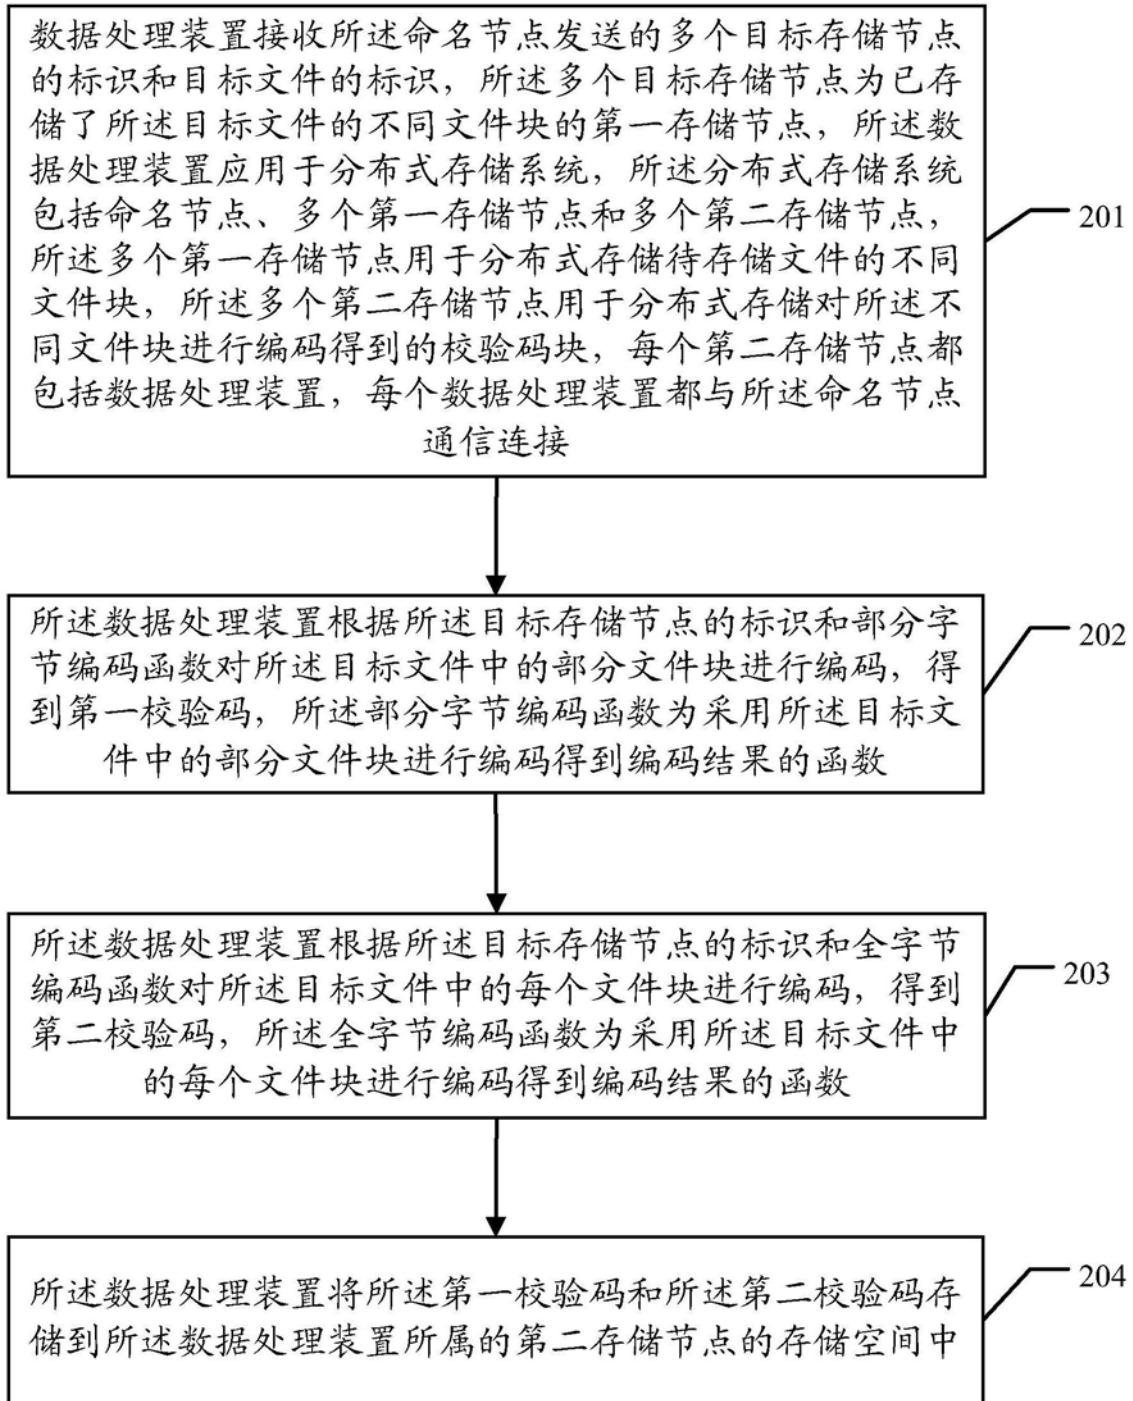 数据处理装置接收所述命名节点发送的多个目标存储节点
的标识和目标文件的标识，所述多个目标存储节点为已存
储了所述目标文件的不同文件块的第一存储节点，所述数
据处理装置应用于分布式存储系统，所述分布式存储系统
包括命名节点、多个第一存储节点和多个第二存储节点，
所述多个第一存储节点用于分布式存储待存储文件的不同
文件块，所述多个第二存储节点用于分布式存储对所述不
同文件块进行编码得到的校验码块，每个第二存储节点都
包括数据处理装置，每个数据处理装置都与所述命名节点
通信连接
201
所述数据处理装置根据所述目标存储节点的标识和部分字
节编码函数对所述目标文件中的部分文件块进行编码，得
到第一校验码，所述部分字节编码函数为采用所述目标文
件中的部分文件块进行编码得到编码结果的函数
202
所述数据处理装置根据所述目标存储节点的标识和全字节
编码函数对所述目标文件中的每个文件块进行编码，得到
第二校验码，所述全字节编码函数为采用所述目标文件中
的每个文件块进行编码得到编码结果的函数
203
所述数据处理装置将所述第一校验码和所述第二校验码存
储到所述数据处理装置所属的第二存储节点的存储空间中
204